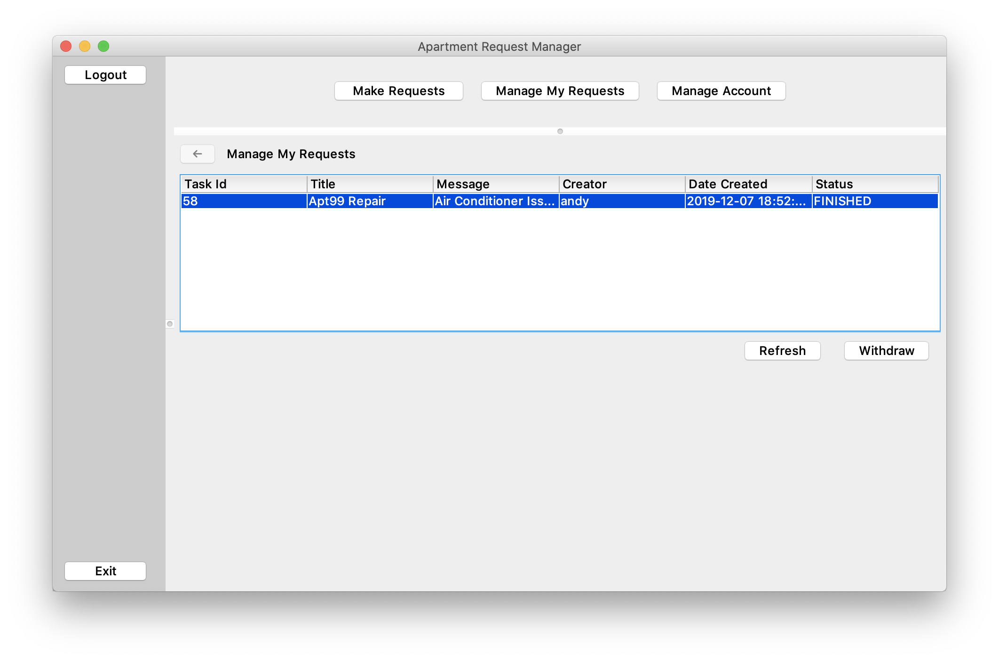 Apartment Request Manager
Logout
Make Requests Manage My Requests Manage Account
← Manage My Requests
Task Id Title Message Creator Date Created Status
58 Apt99 Repair Air Conditioner Iss... andy 2019-12-07 18:52:... FINISHED
Refresh Withdraw
Exit